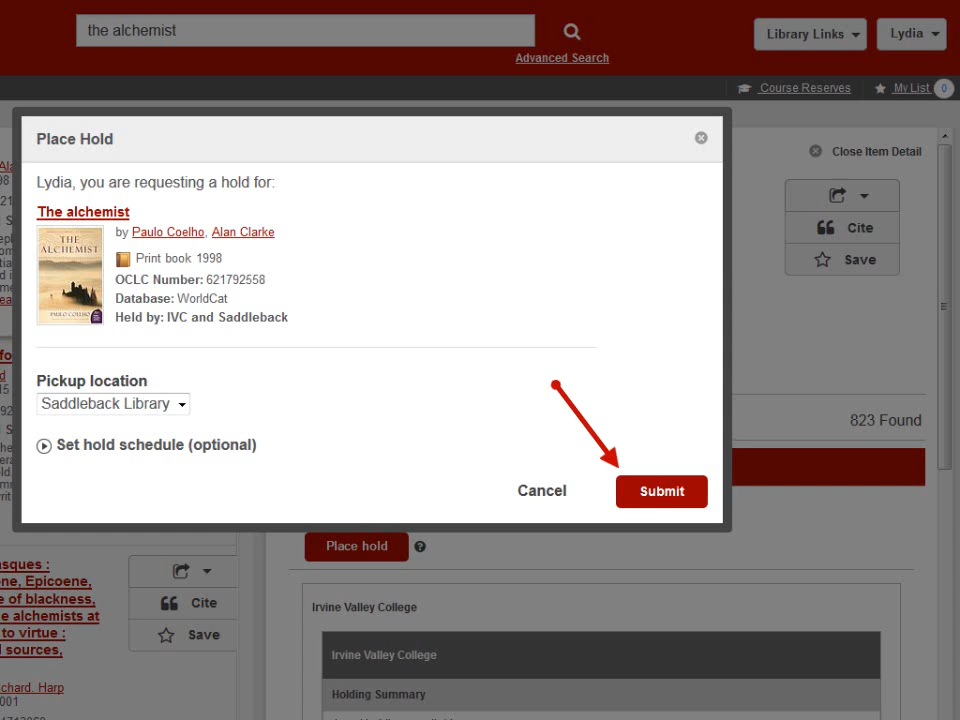 the alchemist
Advanced Search
Library Links
Lydia
Course Reserves
My List 0
Place Hold
Close Item Detail
Lydia, you are requesting a hold for:
The alchemist
by Paulo Coelho, Alan Clarke
Print book 1998
OCLC Number: 621792558
Database: WorldCat
Held by: IVC and Saddleback
THE
ALCHEMIST
PAULO COELHO
Cite
Save
Pickup location
Saddleback Library
Set hold schedule (optional)
823 Found
Cancel
Submit
Place hold
Irvine Valley College
Irvine Valley College
Holding Summary
asques :
ne, Epicoene,
e of blackness,
e alchemists at
to virtue :
l sources,
chard. Harp
001
Cite
Save